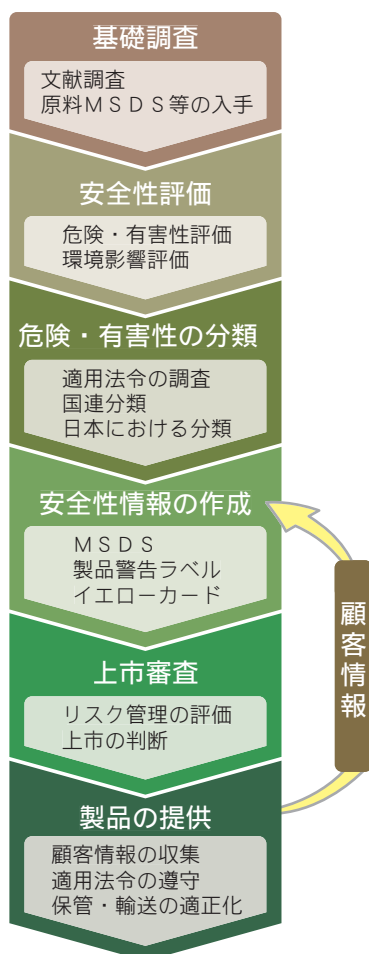 基礎調査
文献調査
原料ＭＳＤＳ等の入手
安全性評価
危険・有害性評価
環境影響評価
危険・有害性の分類
適用法令の調査
国連分類
日本における分類
安全性情報の作成
ＭＳＤＳ
製品警告ラベル
イエローカード
顧客情報
上市審査
リスク管理の評価
上市の判断
製品の提供
顧客情報の収集
適用法令の遵守
保管・輸送の適正化